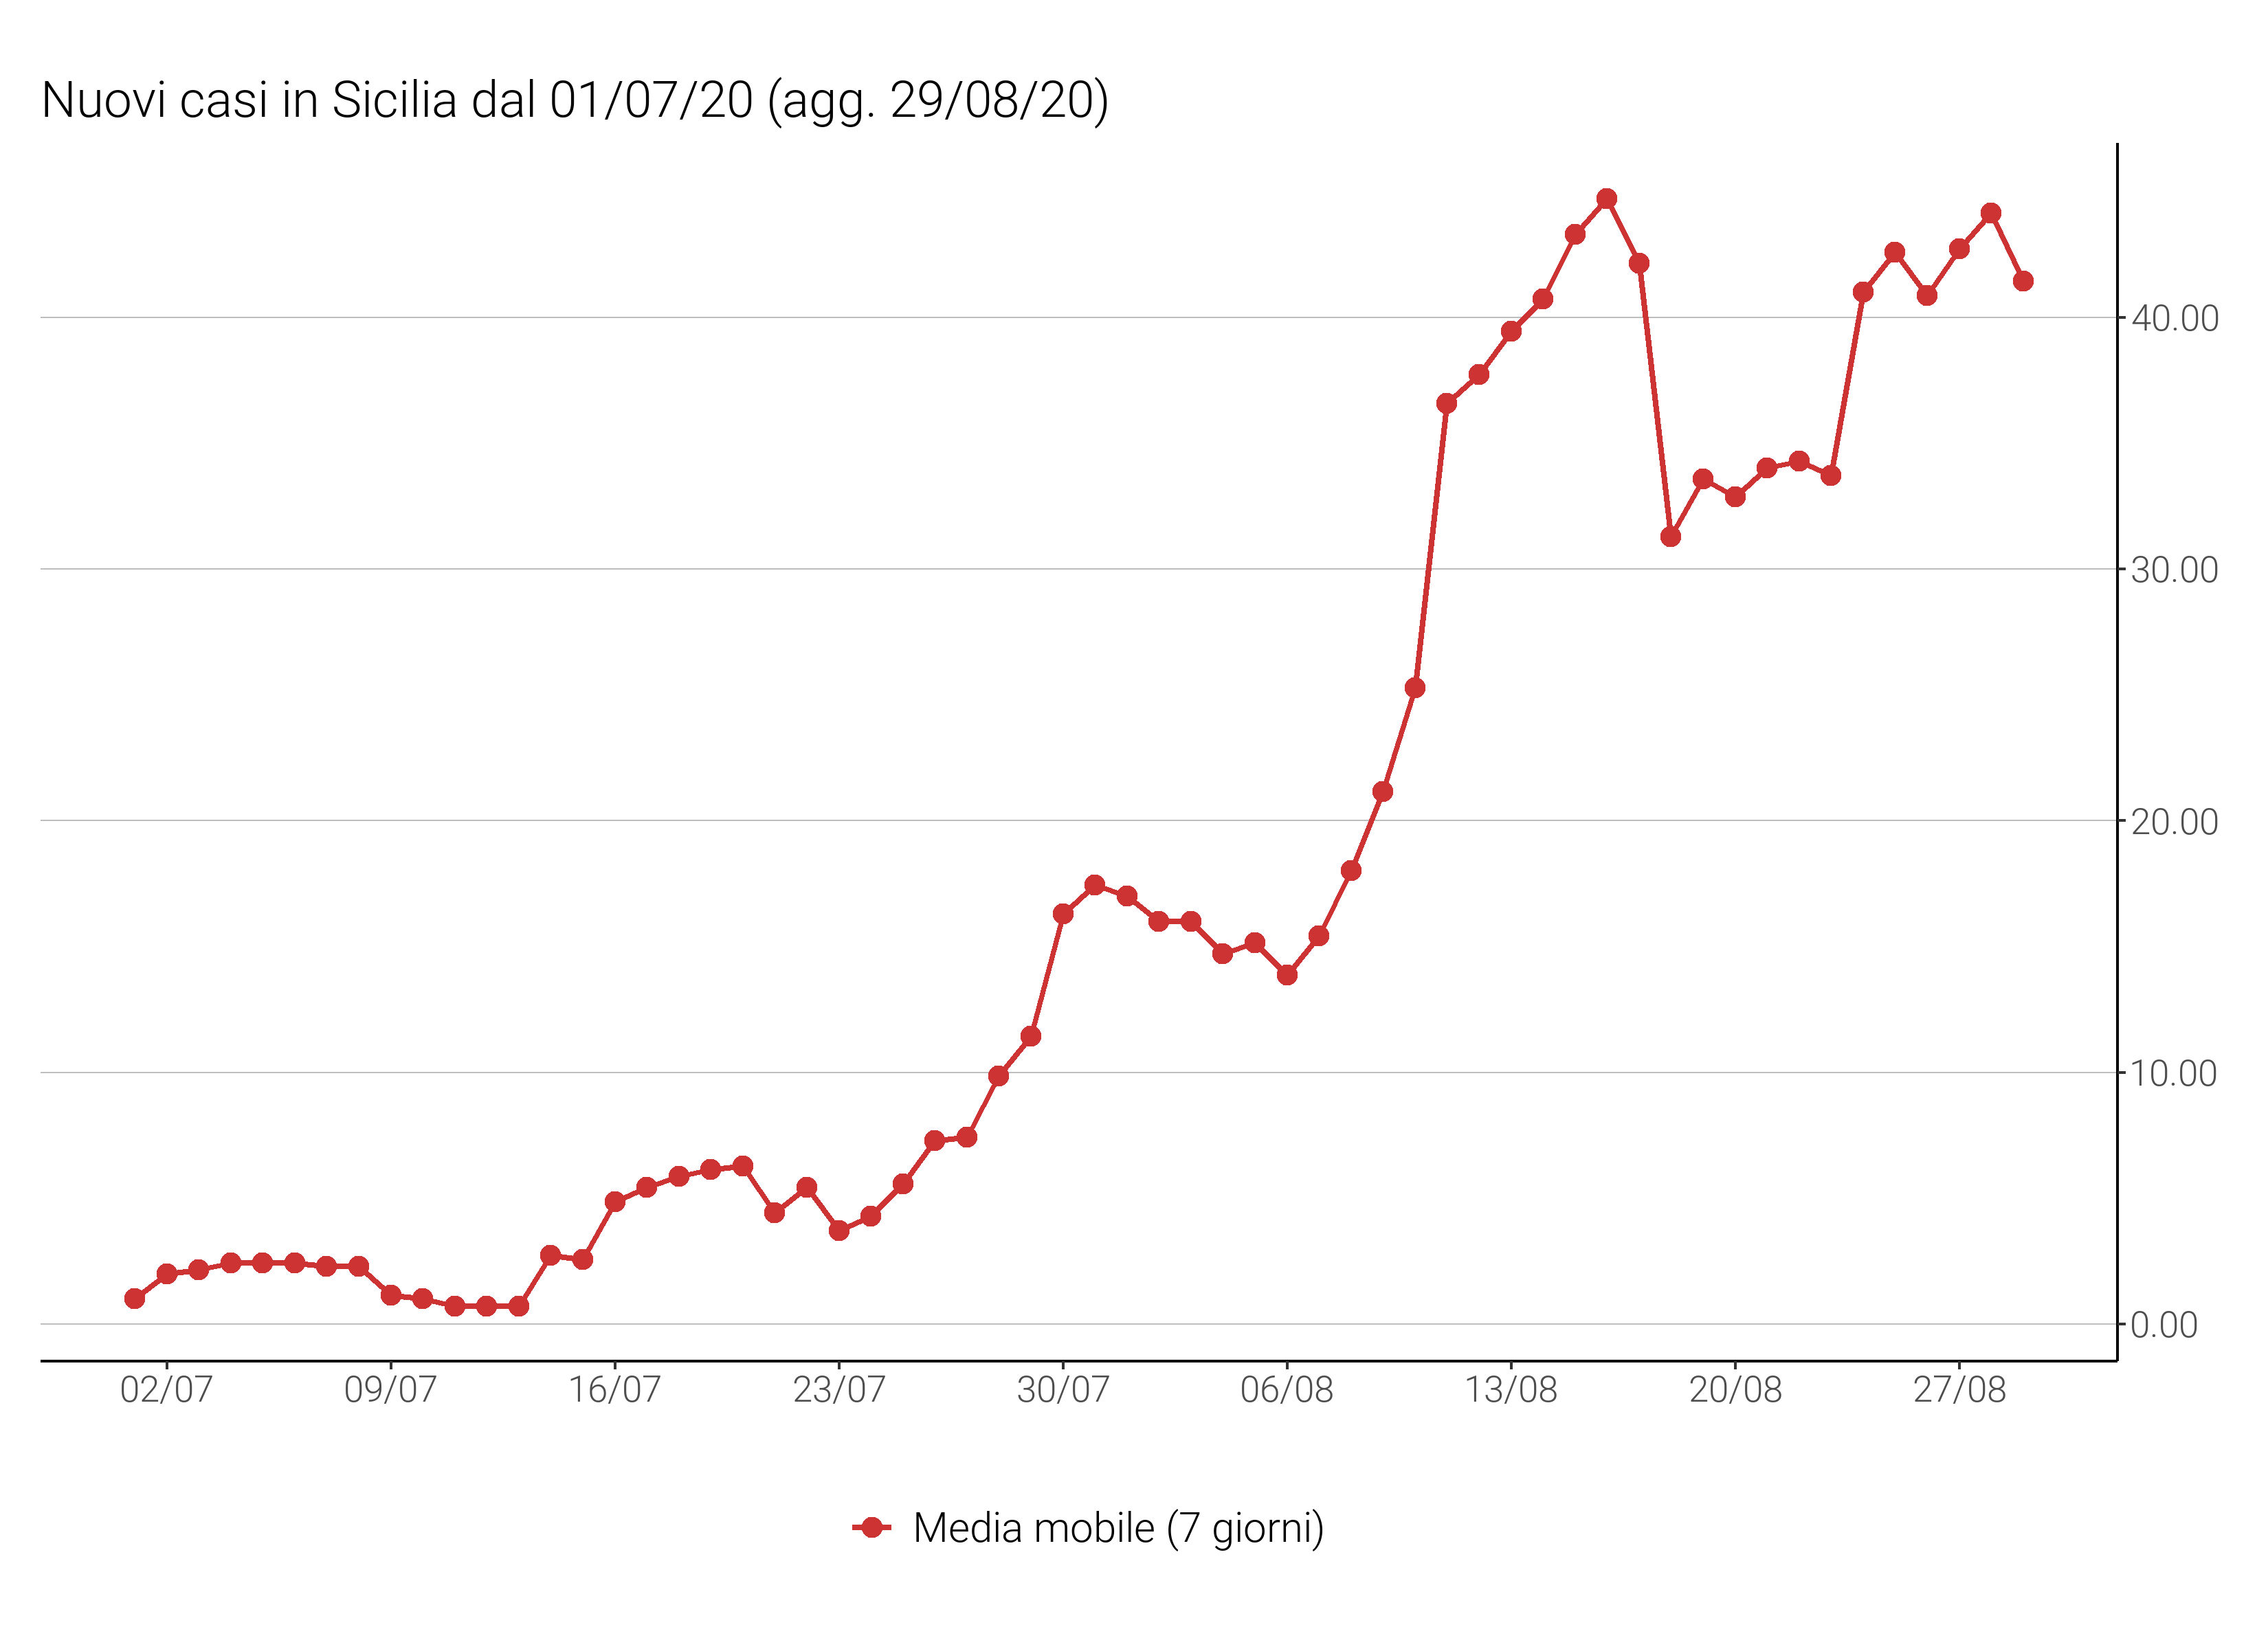 Nuovi casi in Sicilia dal 01/07/20 (agg. 29/08/20)
40.00
30.00
20.00
10.00
0.00
02/07 09/07 16/07 23/07 30/07 06/08 13/08 20/08 27/08
Media mobile (7 giorni)